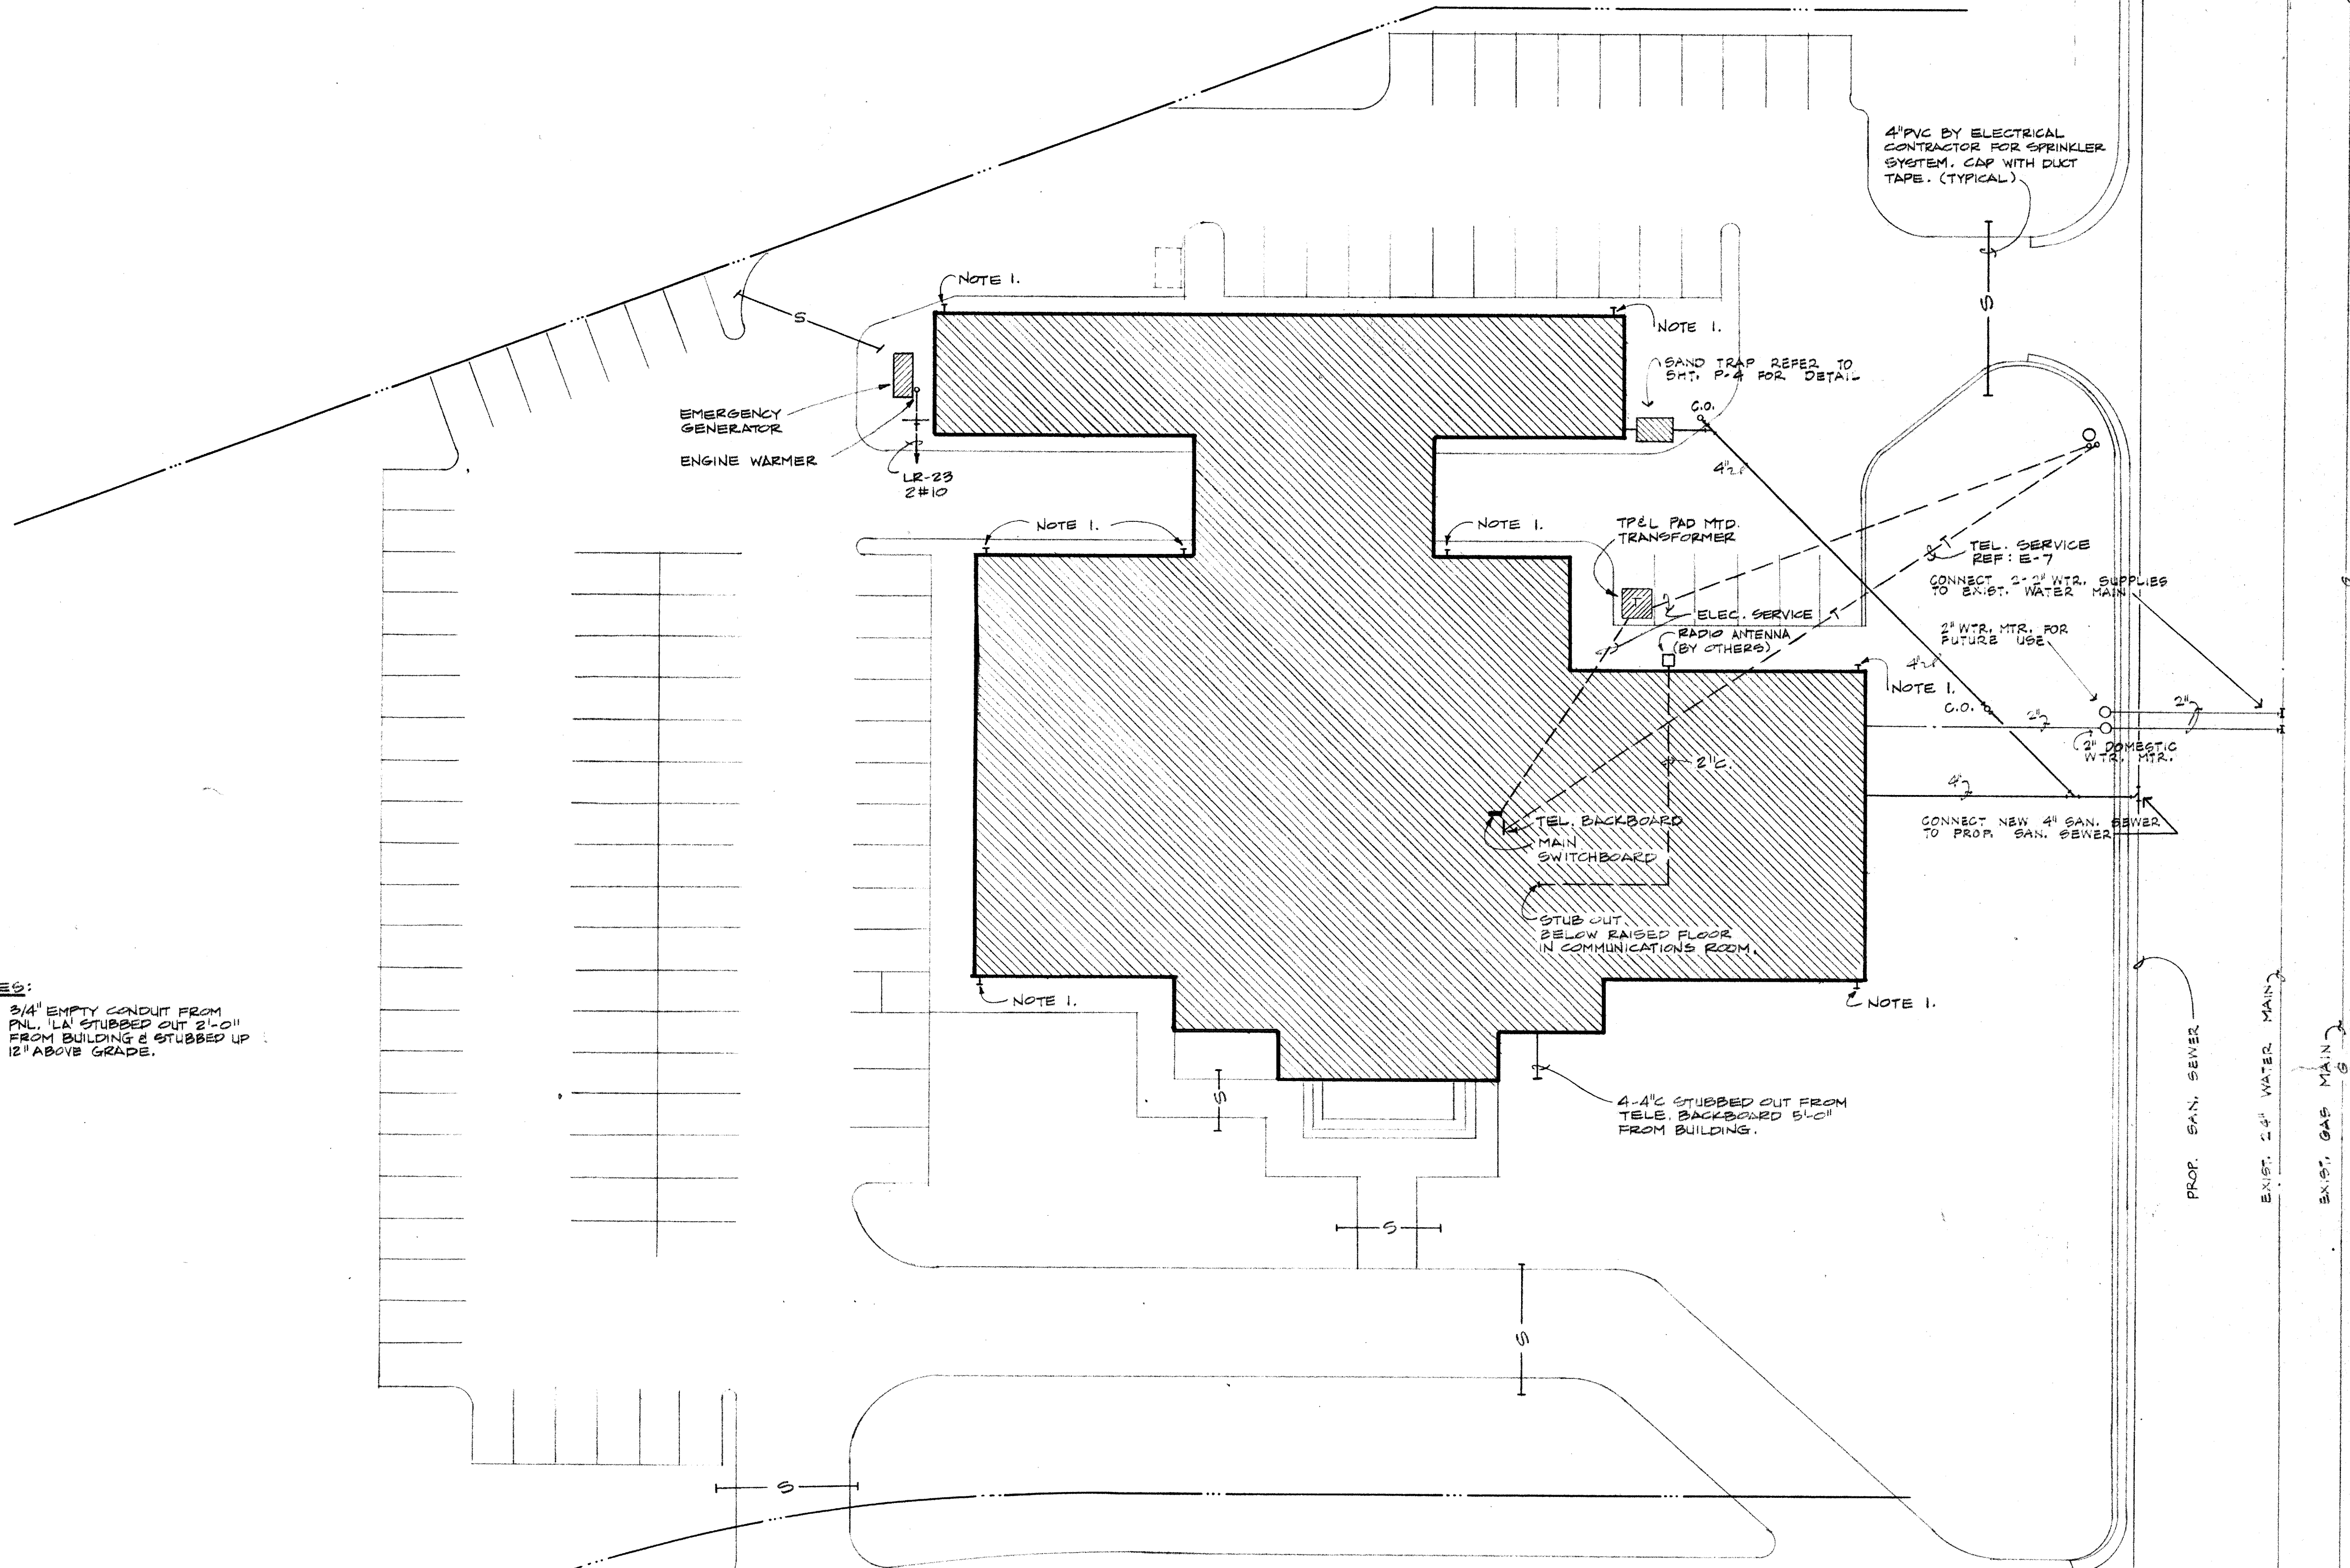 4"PVC BY ELECTRICAL
CONTRACTOR FOR SPRINKLER
SYSTEM. CAP WITH DUCT
TAPE. (TYPICAL)
S
NOTE 1.
S
NOTE 1.
S
SAND TRAP REFER TO
SHT. P-4 FOR DETAIL
C.O.
EMERGENCY
GENERATOR
ENGINE WARMER
LR-23
2#10
4"
NOTE 1.
NOTE 1.
TP&L PAD MTD.
TRANSFORMER
T
TEL. SERVICE
REF: E-7
CONNECT 2-2" WTR. SUPPLIES
TO EXIST. WATER MAIN
ELEC. SERVICE
RADIO ANTENNA
(BY OTHERS)
2" WTR. MTR. FOR
FUTURE USE
4"
NOTE 1.
C.O.
2"
2"
2" DOMESTIC
WTR. MTR.
2"C.
4"
TEL. BACKBOARD
MAIN
SWITCHBOARD
CONNECT NEW 4" SAN. SEWER
TO PROP. SAN. SEWER
STUB OUT
BELOW RAISED FLOOR
IN COMMUNICATIONS ROOM.
ES:
3/4" EMPTY CONDUIT FROM
PNL. 'LA' STUBBED OUT 2'-0"
FROM BUILDING & STUBBED UP
12" ABOVE GRADE.
NOTE 1.
NOTE 1.
S
4-4"C STUBBED OUT FROM
TELE. BACKBOARD 5'-0"
FROM BUILDING.
PROP. SAN. SEWER
EXIST. 24" WATER MAIN
EXIST. GAS MAIN
G
G
S
S
S